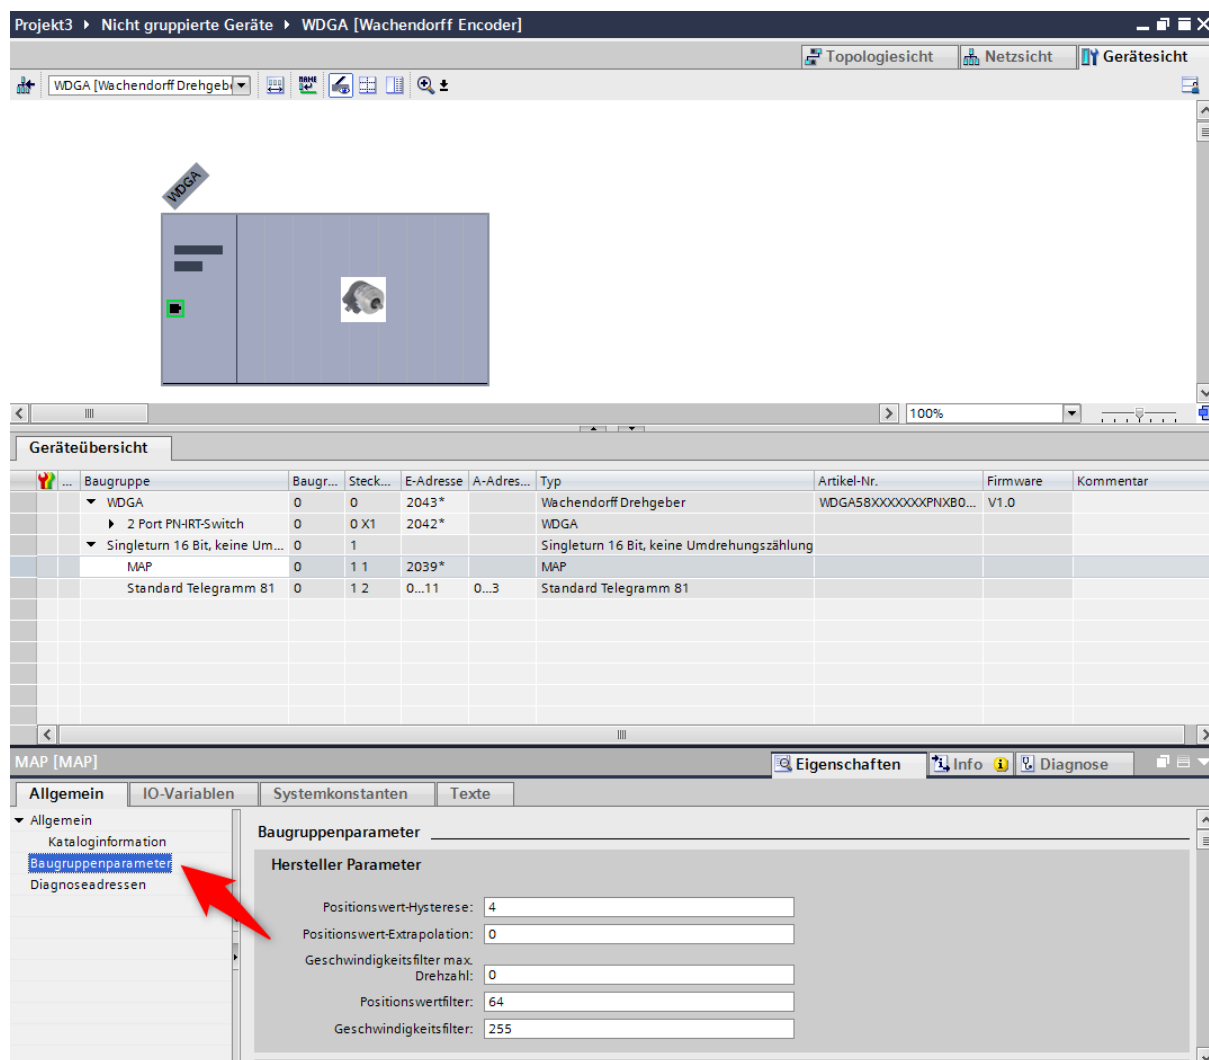 Projekt3 ▸ Nicht gruppierte Geräte ▸ WDGA [Wachendorff Encoder]
Topologiesicht Netzsicht Gerätesicht
WDGA [Wachendorff Drehgeb
WDGA
100%
Geräteübersicht
... Baugruppe Baugr... Steck... E-Adresse A-Adres... Typ Artikel-Nr. Firmware Kommentar
WDGA 0 0 2043* Wachendorff Drehgeber WDGA58XXXXXXXPNXB0... V1.0
2 Port PN-IRT-Switch 0 0 X1 2042* WDGA
Singleturn 16 Bit, keine Um... 0 1 Singleturn 16 Bit, keine Umdrehungszählung
MAP 0 1 1 2039* MAP
Standard Telegramm 81 0 1 2 0...11 0...3 Standard Telegramm 81
MAP [MAP] Eigenschaften Info Diagnose
Allgemein IO-Variablen Systemkonstanten Texte
Allgemein
Kataloginformation
Baugruppenparameter
Diagnoseadressen
Baugruppenparameter
Hersteller Parameter
Positionswert-Hysterese: 4
Positionswert-Extrapolation: 0
Geschwindigkeitsfilter max.
Drehzahl: 0
Positionswertfilter: 64
Geschwindigkeitsfilter: 255